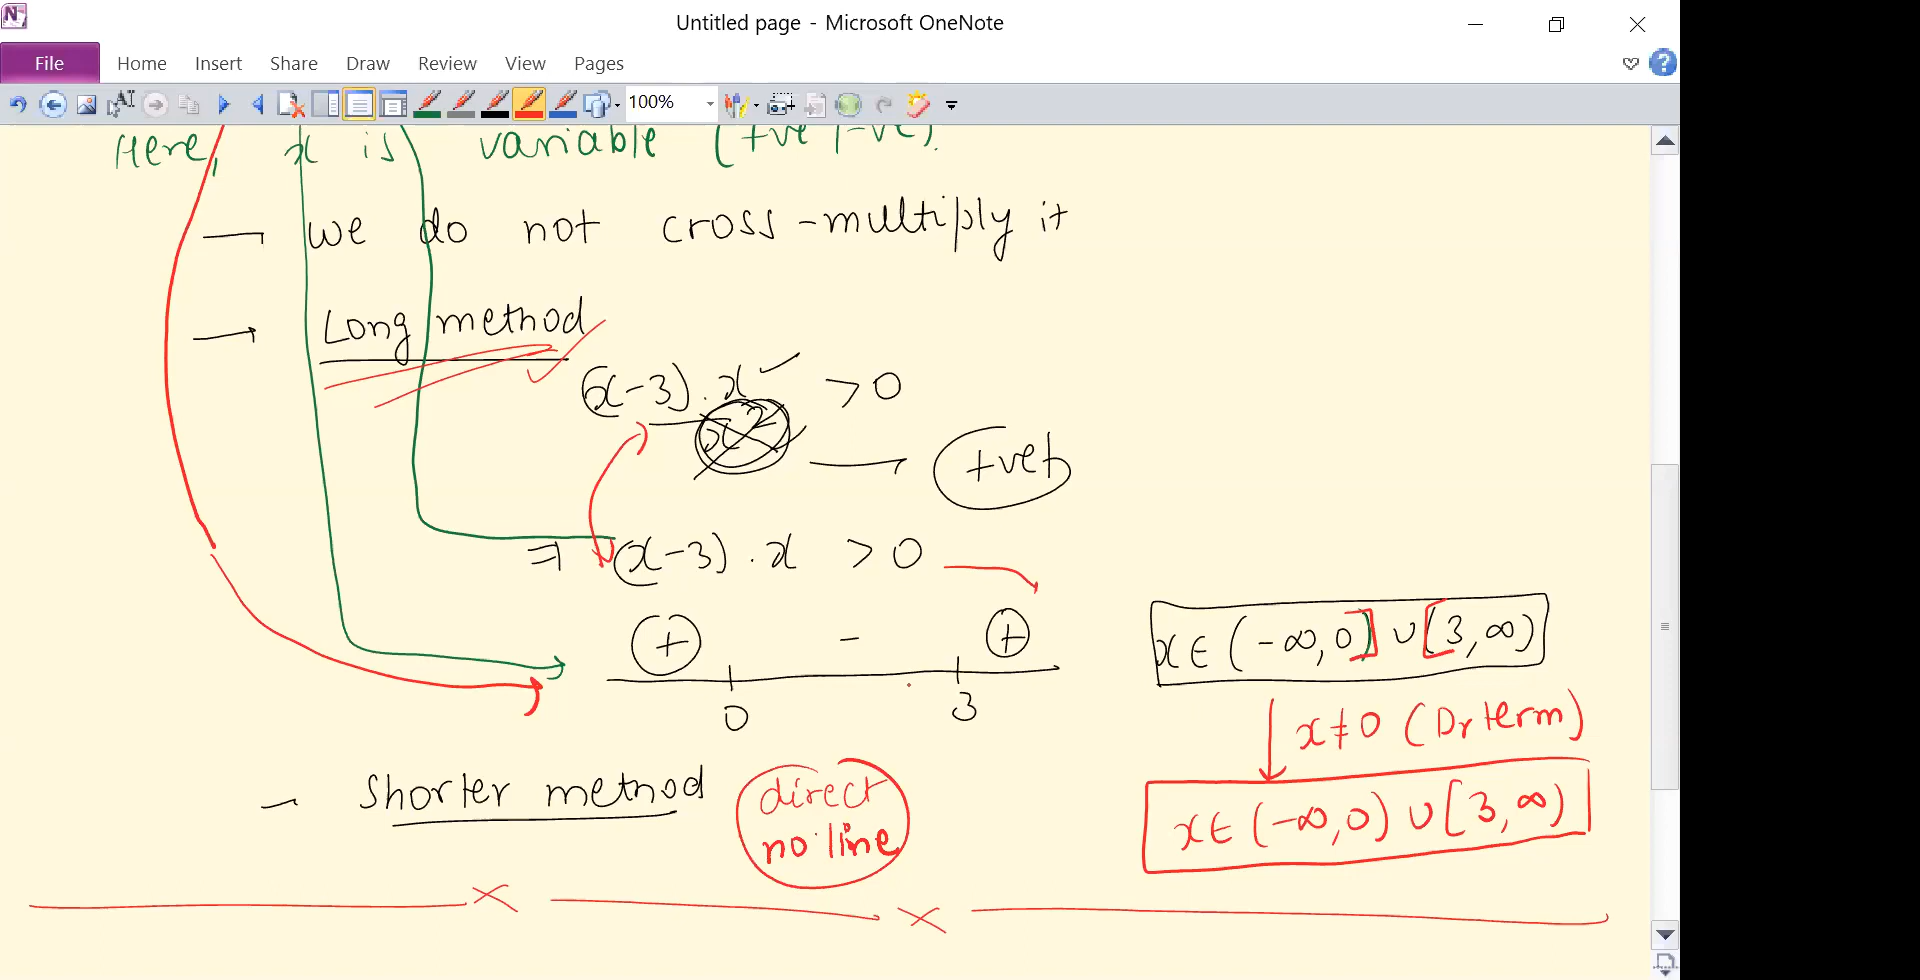 Untitled page - Microsoft OneNote
File Home Insert Share Draw Review View Pages
100%
Here, x is variable (+ve/-ve).
— we do not cross-multiply it
— Long method
(x-3).x > 0
x²
+ve
⇒ (x-3).x > 0
+ - +
0 3
x∈(-∞,0]∪[3,∞)
x≠0 (Dr term)
x∈(-∞,0)∪[3,∞)
- Shorter method
direct
no line